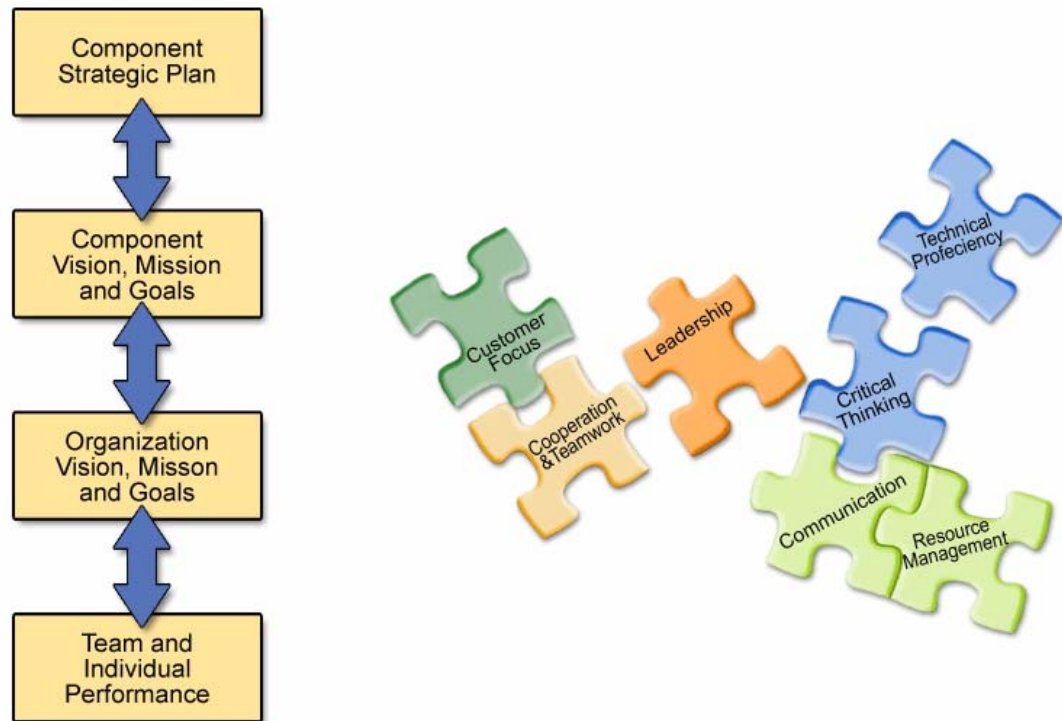 Component
Strategic Plan
Component
Vision, Mission
and Goals
Organization
Vision, Misson
and Goals
Team and
Individual
Performance
Customer
Focus
Cooperation
&Teamwork
Leadership
Technical
Profeciency
Critical
Thinking
Communication
Resource
Management